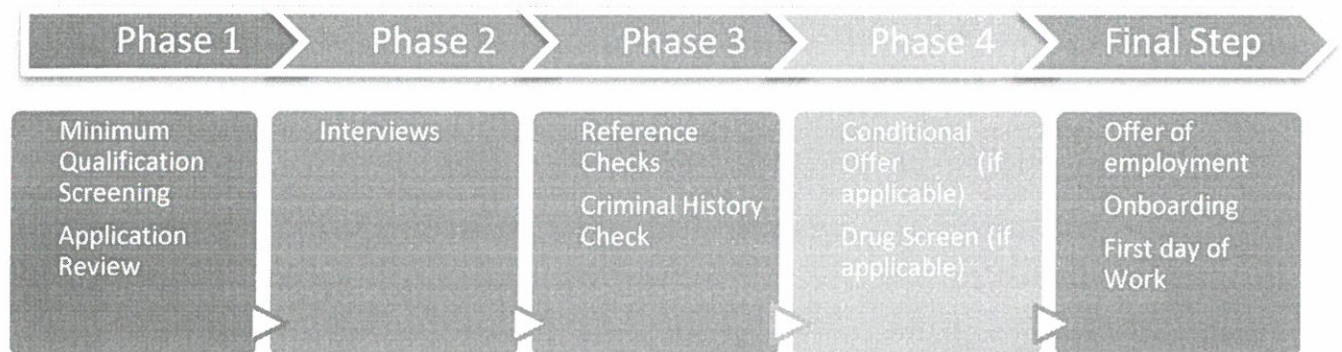 Phase 1
Phase 2
Phase 3
Phase 4
Final Step
Minimum
Qualification
Screening
Application
Review
Interviews
Reference
Checks
Criminal History
Check
Conditional
Offer (if
applicable)
Drug Screen (if
applicable)
Offer of
employment
Onboarding
First day of
Work